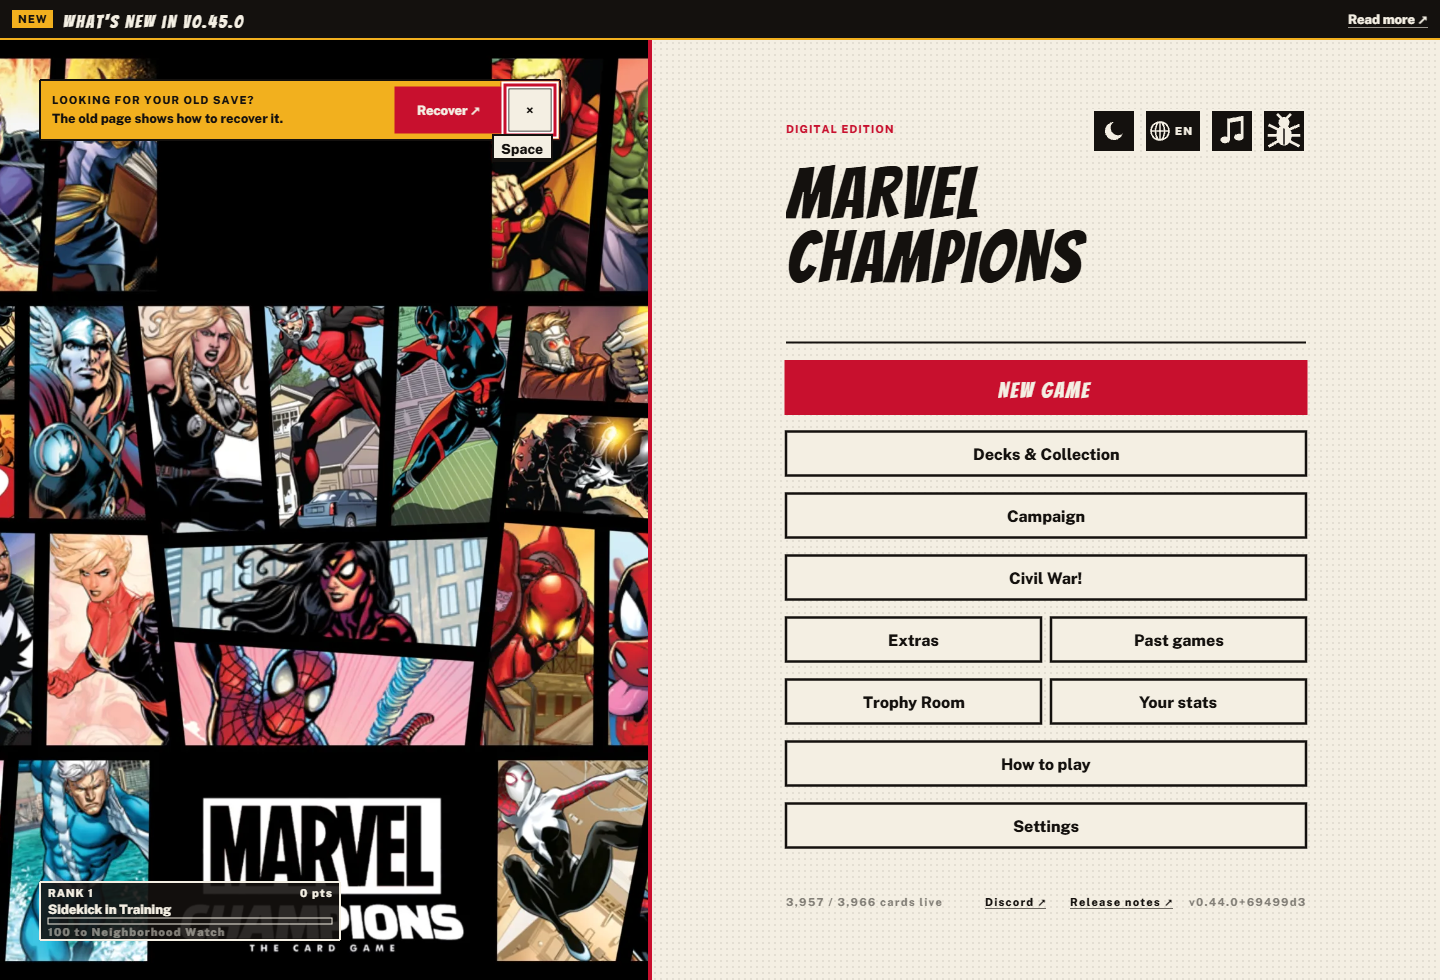 NEW WHAT'S NEW IN V0.45.0 Read more ↗
LOOKING FOR YOUR OLD SAVE?
The old page shows how to recover it.
Recover ↗
×
Space
MARVEL
CHAMPIONS
THE CARD GAME
RANK 1 0 pts
Sidekick in Training
100 to Neighborhood Watch
DIGITAL EDITION
EN
MARVEL
CHAMPIONS
NEW GAME
Decks & Collection
Campaign
Civil War!
Extras
Past games
Trophy Room
Your stats
How to play
Settings
3,957 / 3,966 cards live Discord ↗ Release notes ↗ v0.44.0+69499d3